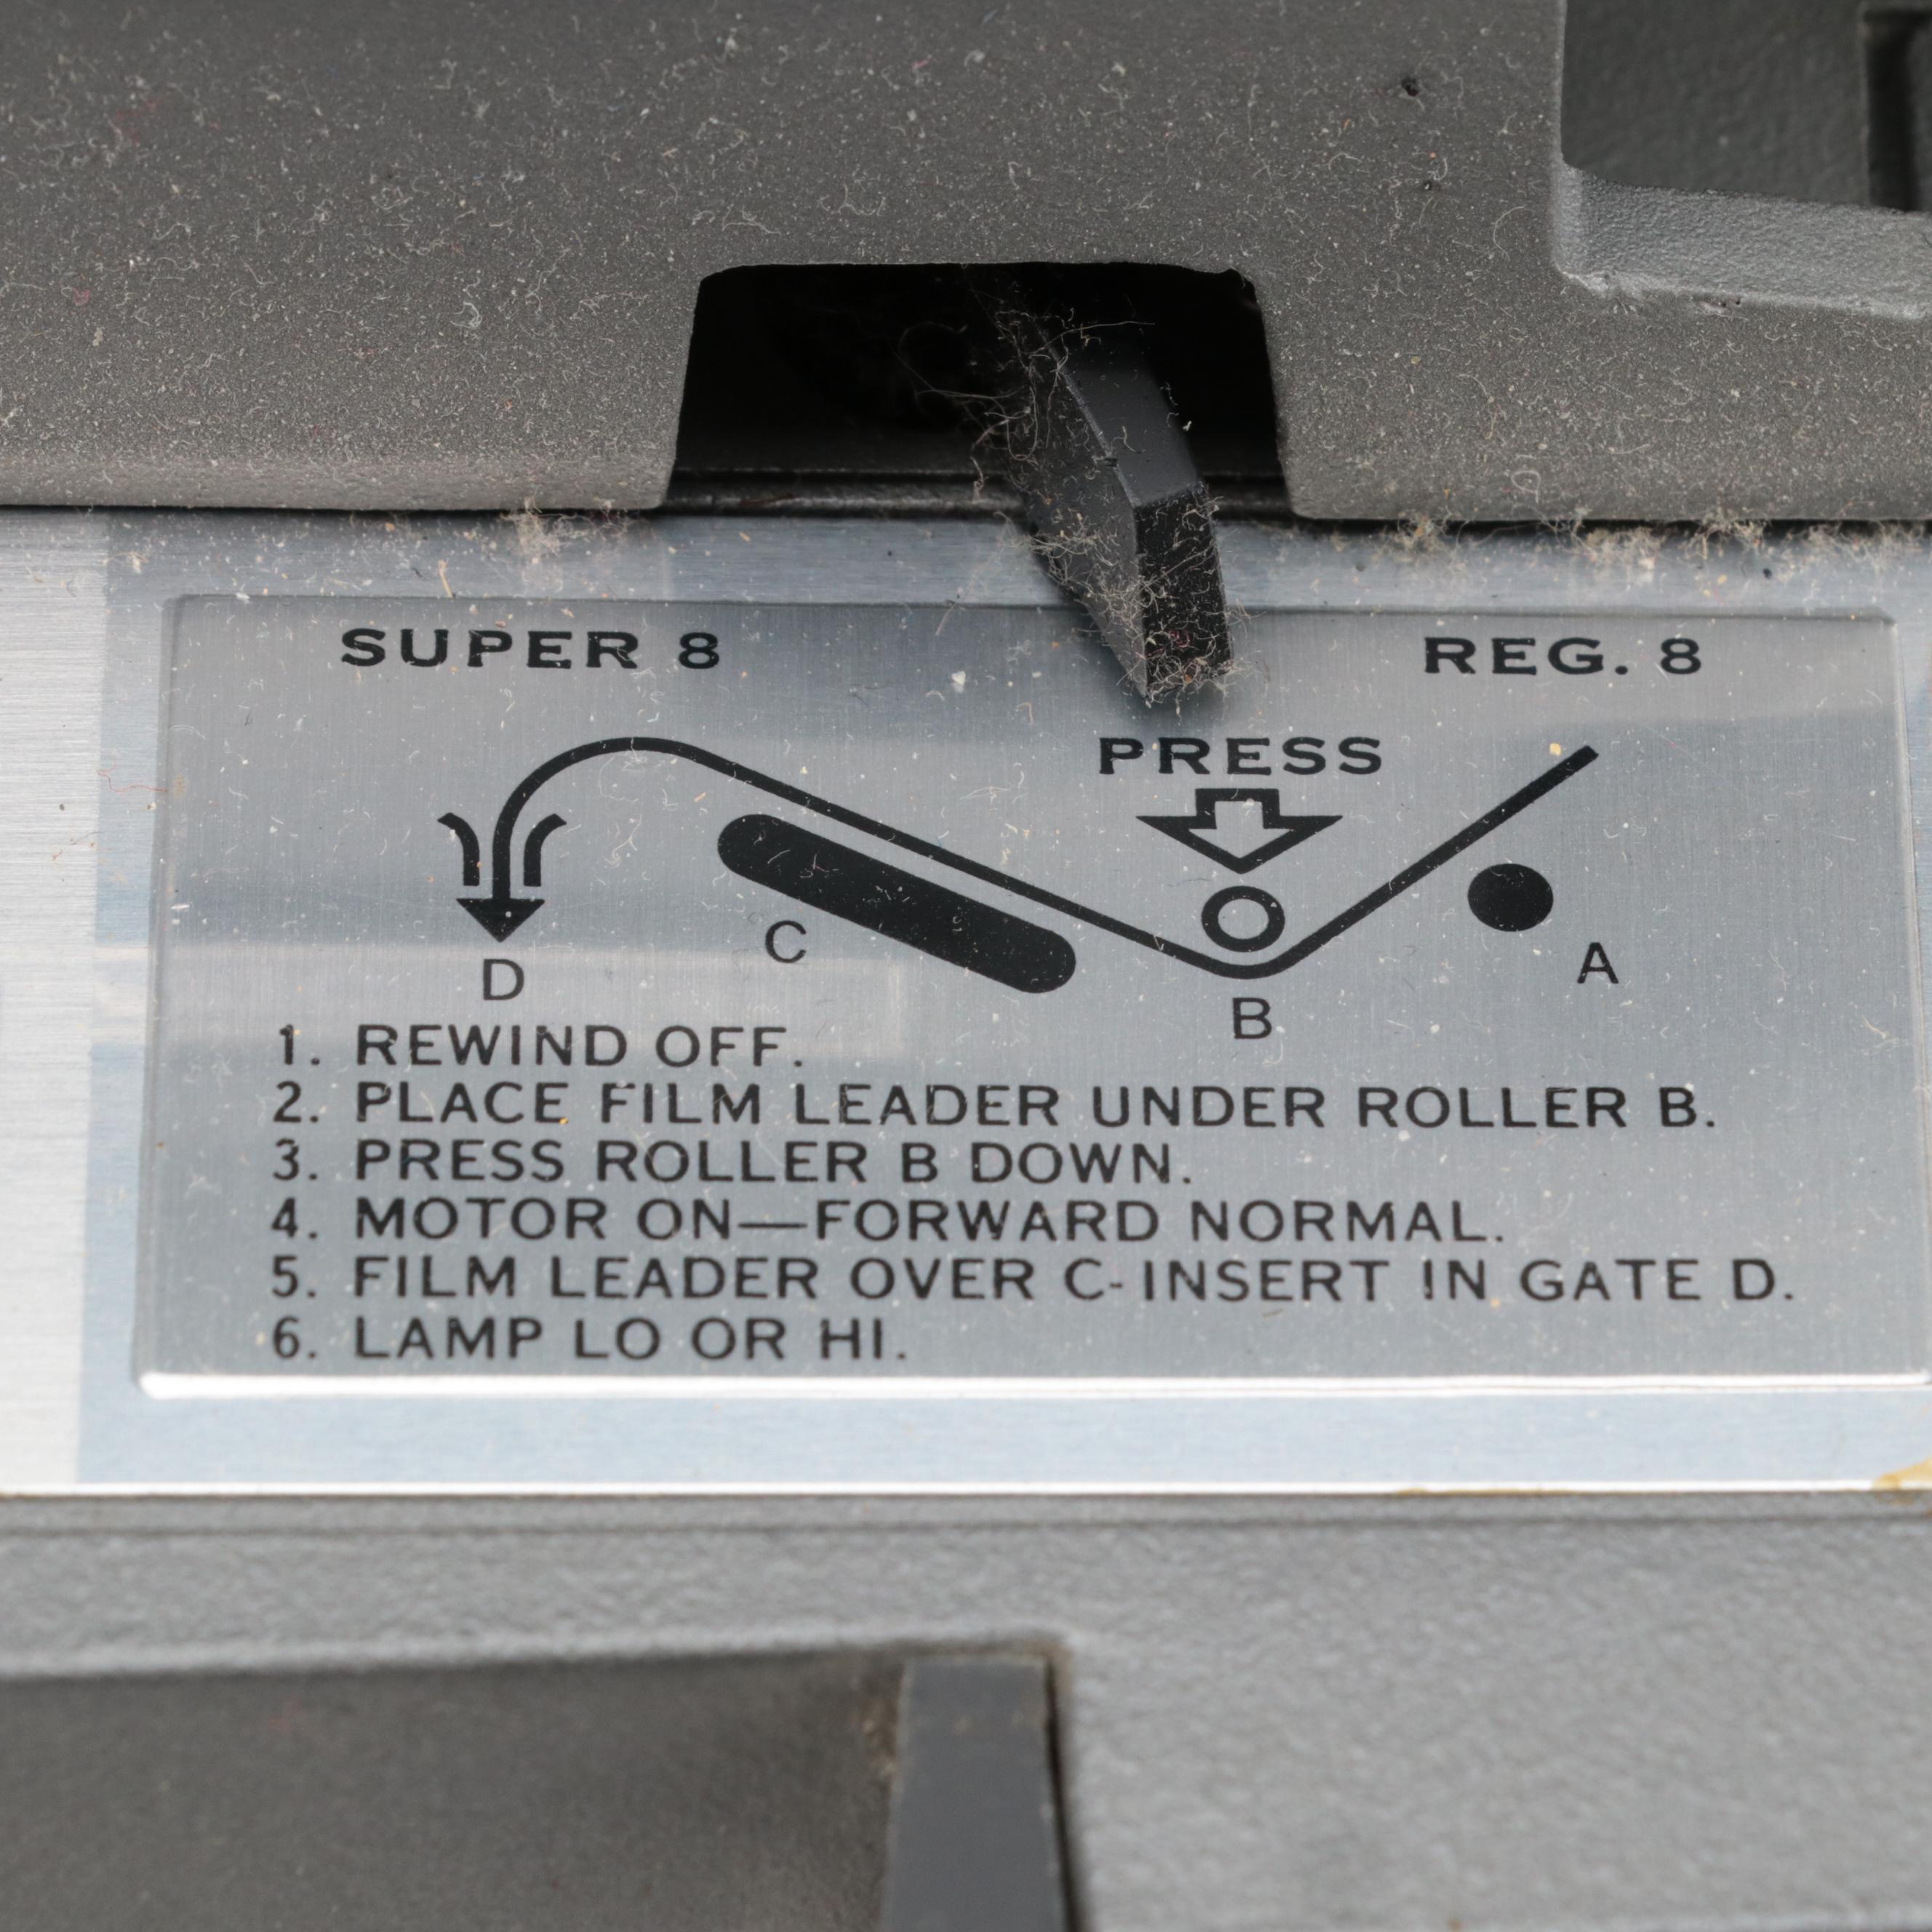 SUPER 8 REG. 8
PRESS
C
D
A
B
1. REWIND OFF.
2. PLACE FILM LEADER UNDER ROLLER B.
3. PRESS ROLLER B DOWN.
4. MOTOR ON—FORWARD NORMAL.
5. FILM LEADER OVER C-INSERT IN GATE D.
6. LAMP LO OR HI.